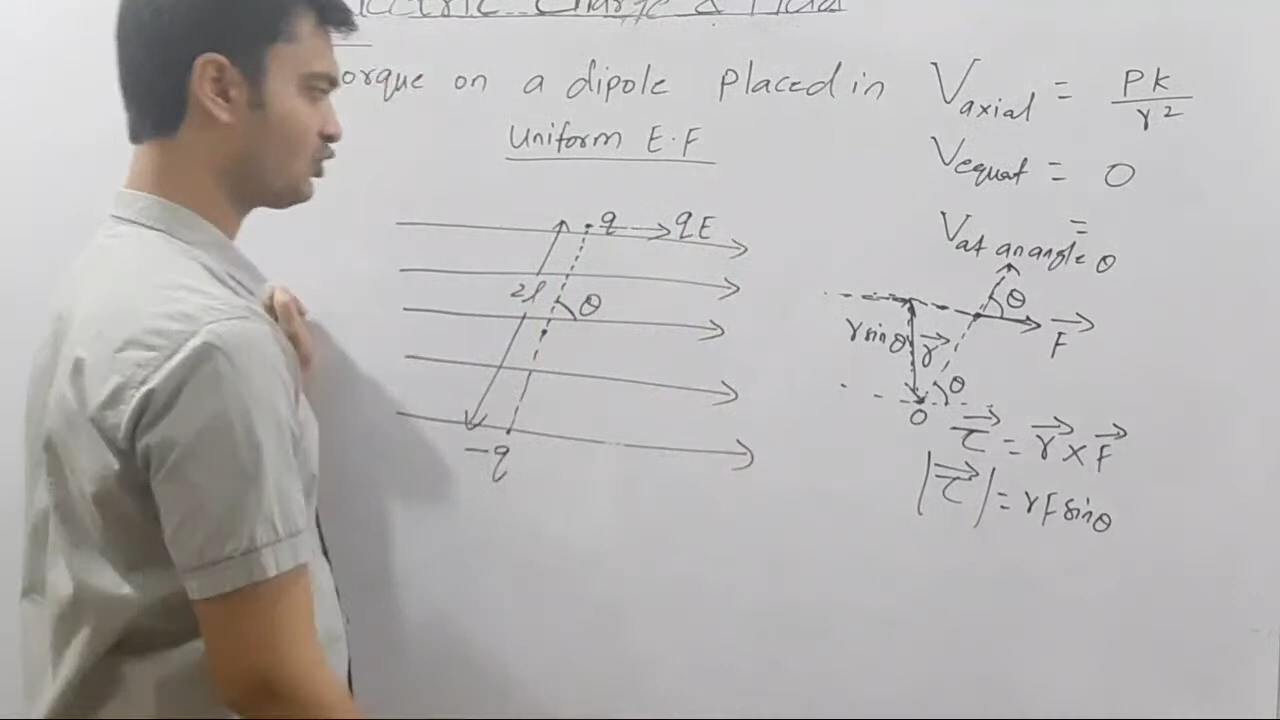 Electric Charge & Field
orque on a dipole placed in
Uniform E.F
V axial = Pk / r²
V equat = 0
V at an angle θ =
q
qE
2l
θ
-q
θ
F
r sinθ
r
θ
O
τ = r × F
|τ| = rF sinθ